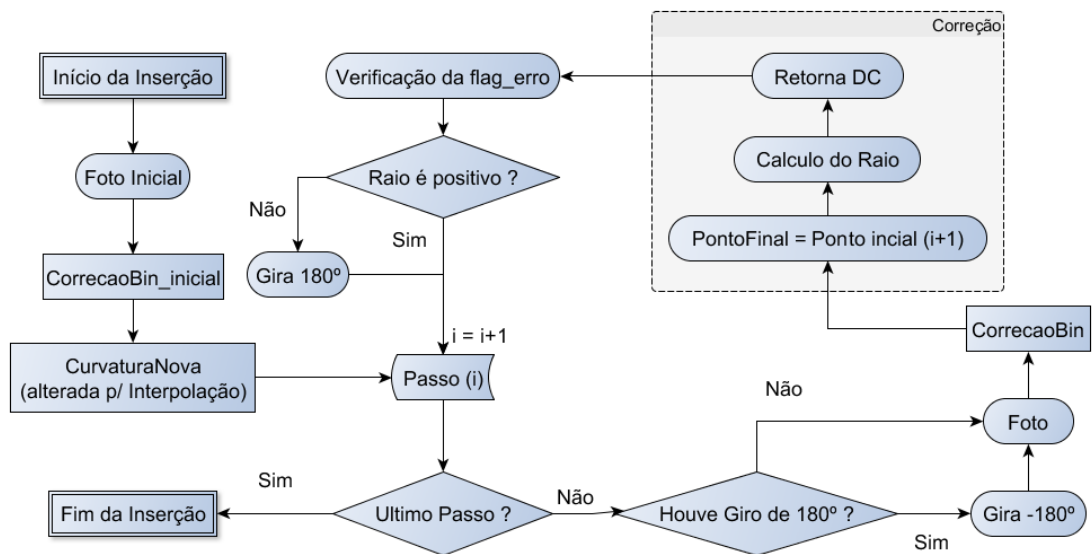 Correção
Início da Inserção
Verificação da flag_erro
Retorna DC
Foto Inicial
Raio é positivo ?
Calculo do Raio
Não
Sim
PontoFinal = Ponto incial (i+1)
CorrecaoBin_inicial
Gira 180º
i = i+1
CorrecaoBin
CurvaturaNova
(alterada p/ Interpolação)
Passo (i)
Não
Foto
Sim
Não
Fim da Inserção
Ultimo Passo ?
Houve Giro de 180º ?
Sim
Gira -180º